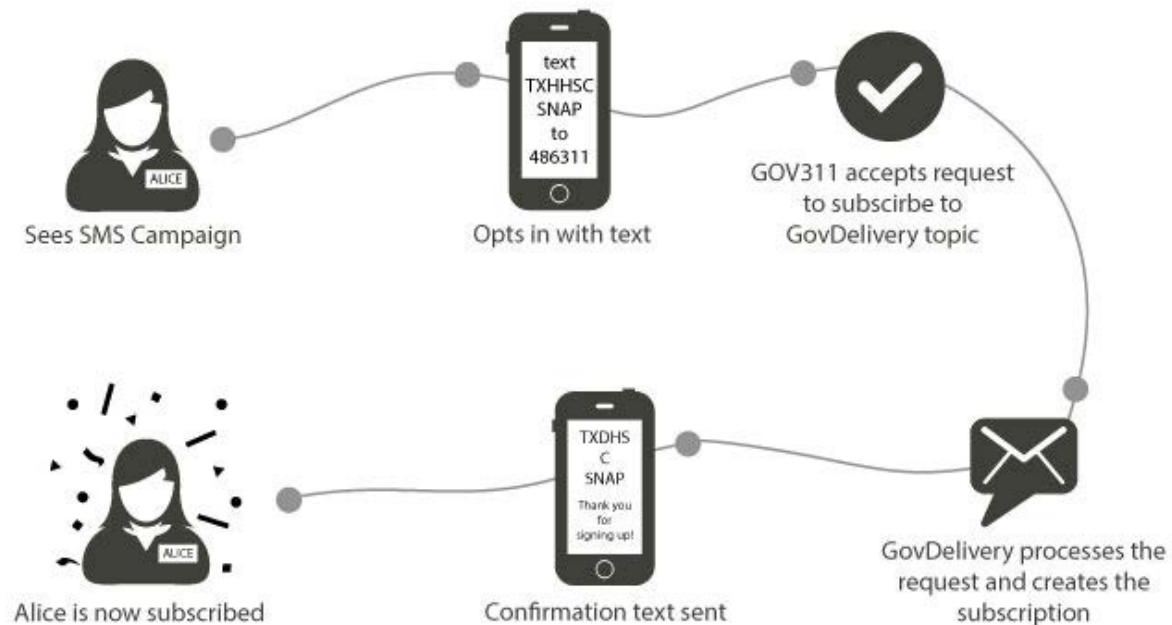 ALICE
Sees SMS Campaign
text
TXHHSC
SNAP
to
486311
Opts in with text
GOV311 accepts request
to subscirbe to
GovDelivery topic
GovDelivery processes the
request and creates the
subscription
TXDHS
C
SNAP
Thank you
for
signing up!
Confirmation text sent
ALICE
Alice is now subscribed